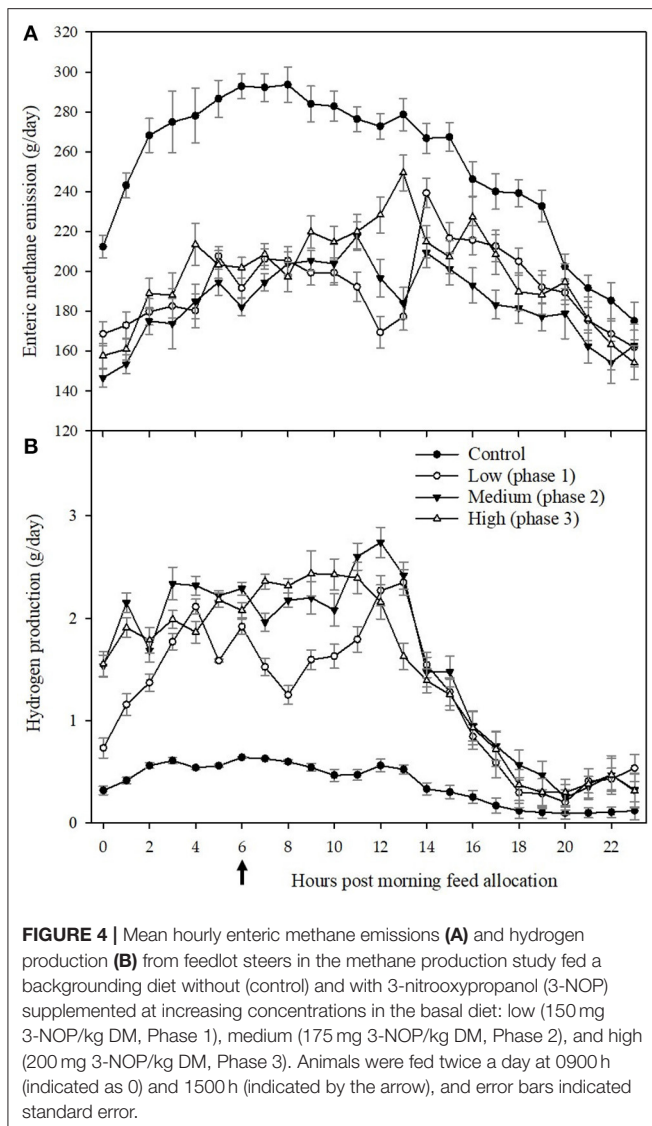 A
320
300
280
260
240
220
200
180
160
140
120
Enteric methane emission (g/day)
B
Control
Low (phase 1)
Medium (phase 2)
High (phase 3)
3
2
1
0
Hydrogen production (g/day)
0 2 4 6 8 10 12 14 16 18 20 22
Hours post morning feed allocation
FIGURE 4 | Mean hourly enteric methane emissions (A) and hydrogen
production (B) from feedlot steers in the methane production study fed a
backgrounding diet without (control) and with 3-nitrooxypropanol (3-NOP)
supplemented at increasing concentrations in the basal diet: low (150 mg
3-NOP/kg DM, Phase 1), medium (175 mg 3-NOP/kg DM, Phase 2), and high
(200 mg 3-NOP/kg DM, Phase 3). Animals were fed twice a day at 0900 h
(indicated as 0) and 1500 h (indicated by the arrow), and error bars indicated
standard error.